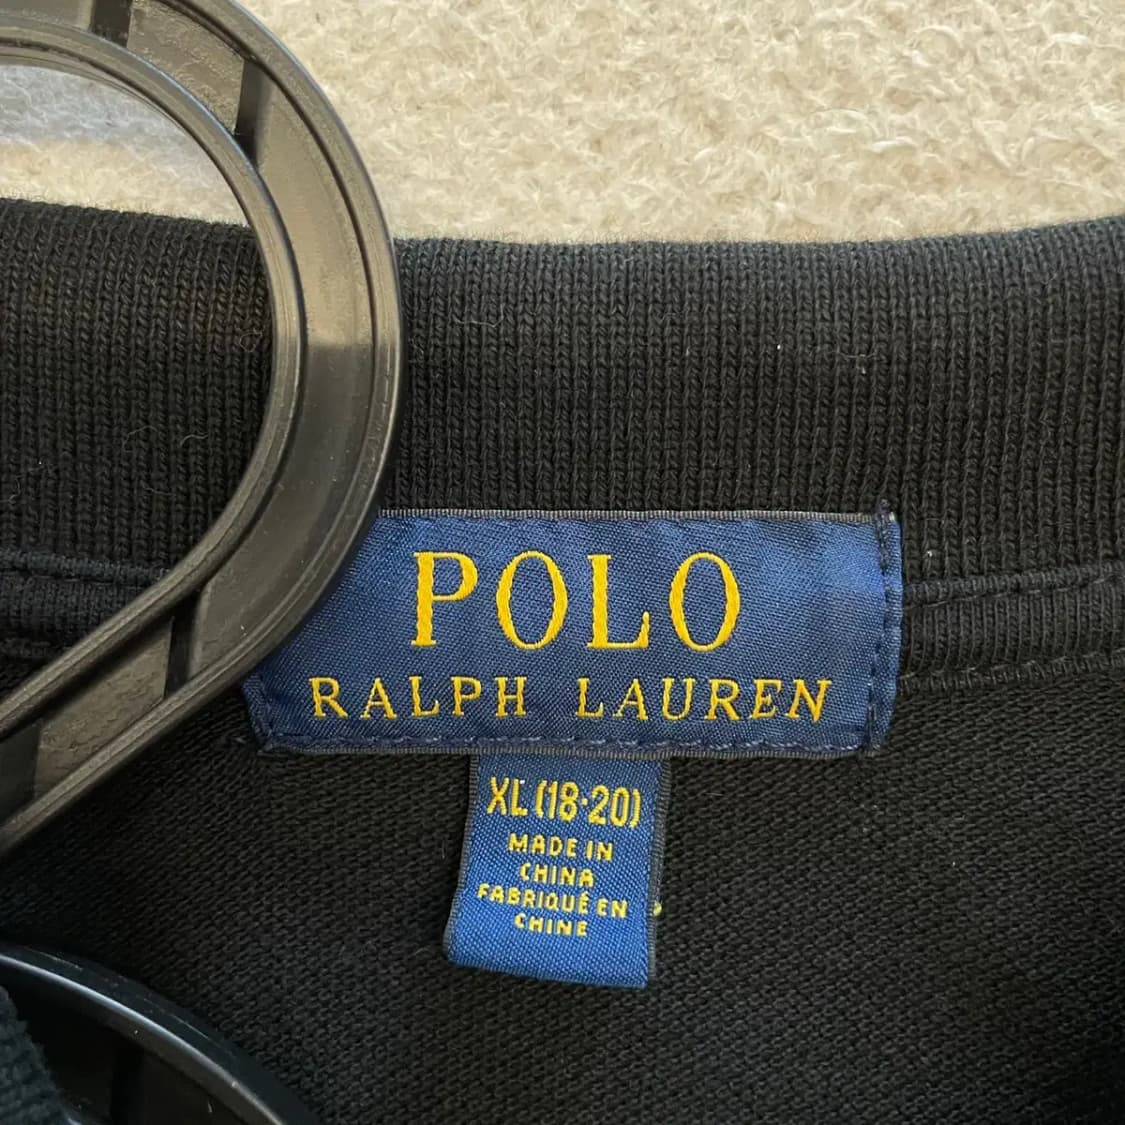 POLO
RALPH LAUREN
XL (18-20)
MADE IN
CHINA
FABRIQUÉ EN
CHINE